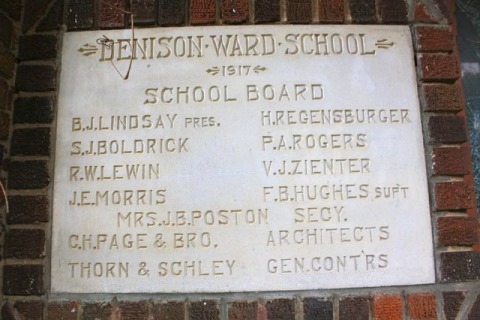 DENISON·WARD·SCHOOL
1917
SCHOOL BOARD
B.J.LINDSAY PRES. H.REGENSBURGER
S.J.BOLDRICK P.A.ROGERS
R.W.LEWIN V.J.ZIENTER
J.E.MORRIS F.B.HUGHES SUP'T
MRS.J.B.POSTON SECY.
C.H.PAGE & BRO. ARCHITECTS
THORN & SCHLEY GEN.CONT'RS